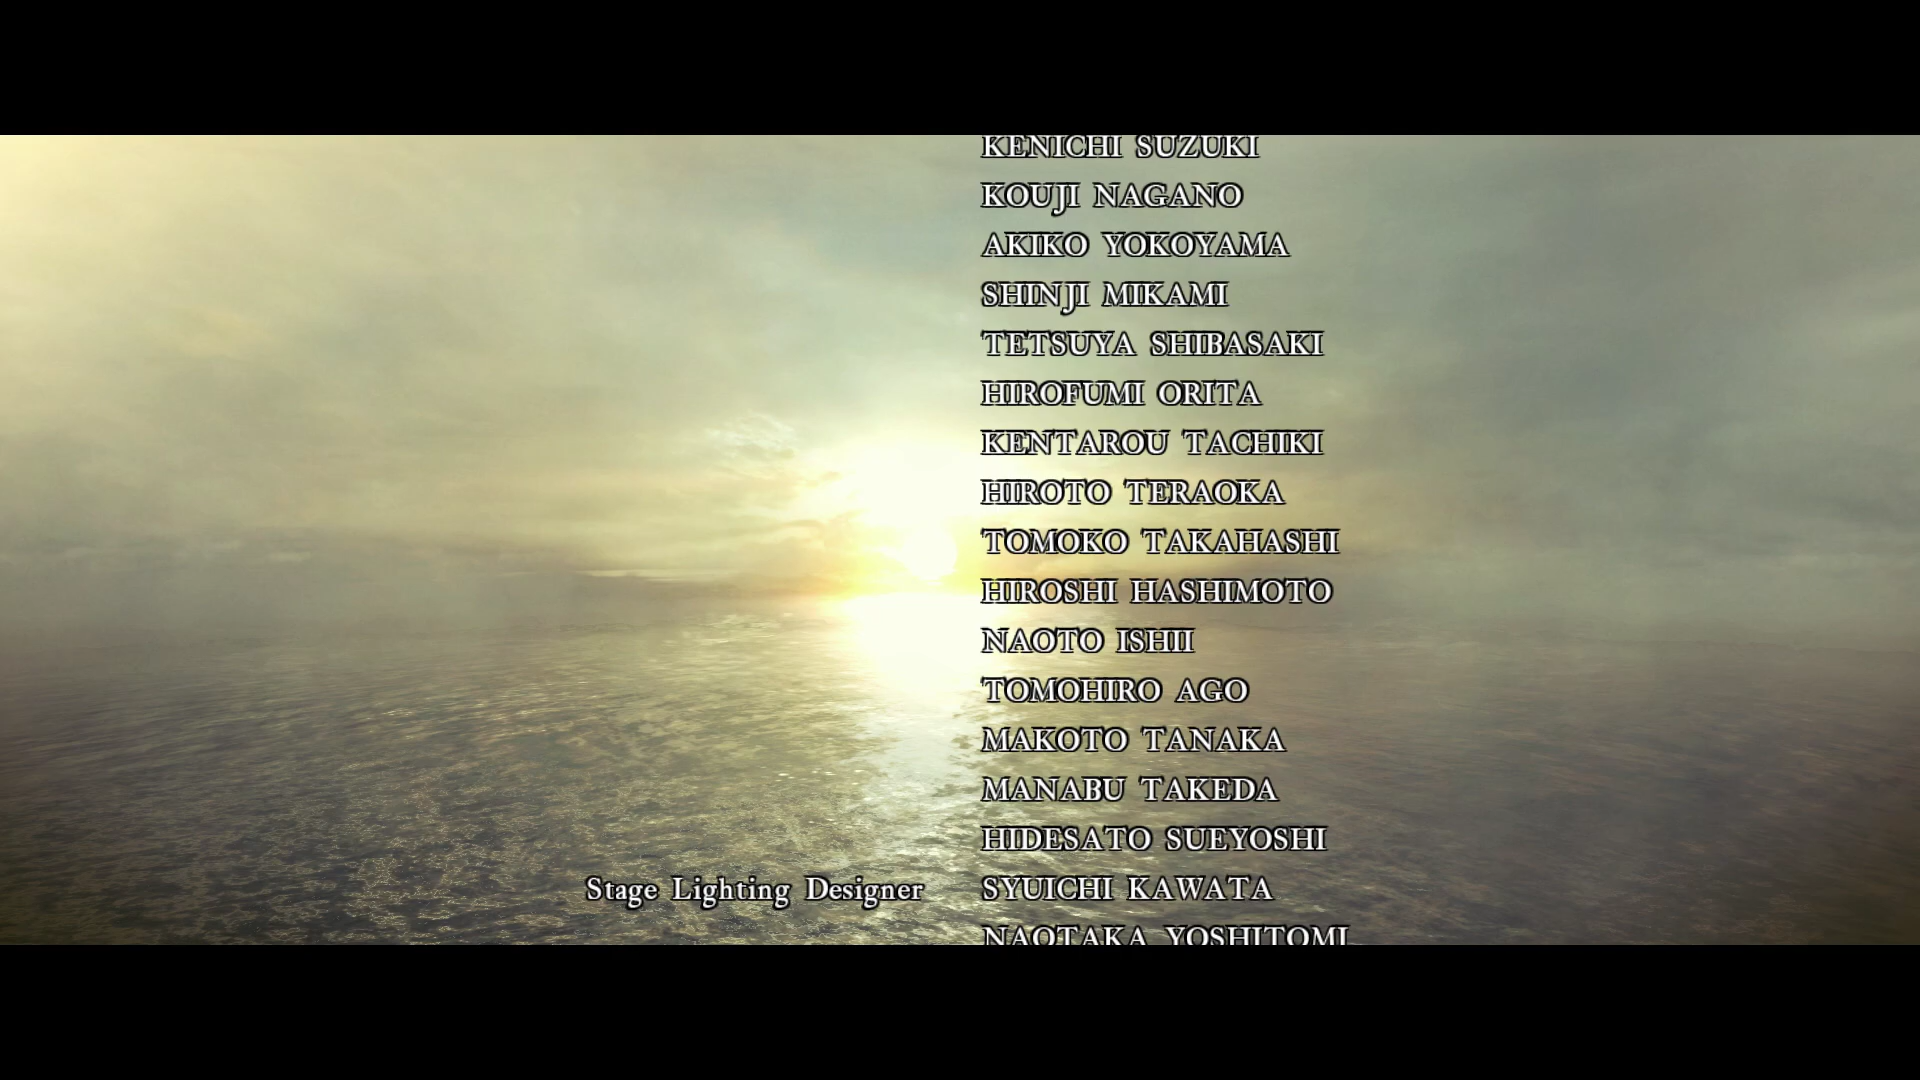 KENICHI SUZUKI
KOUJI NAGANO
AKIKO YOKOYAMA
SHINJI MIKAMI
TETSUYA SHIBASAKI
HIROFUMI ORITA
KENTAROU TACHIKI
HIROTO TERAOKA
TOMOKO TAKAHASHI
HIROSHI HASHIMOTO
NAOTO ISHII
TOMOHIRO AGO
MAKOTO TANAKA
MANABU TAKEDA
HIDESATO SUEYOSHI
Stage Lighting Designer SYUICHI KAWATA
NAOTAKA YOSHITOMI